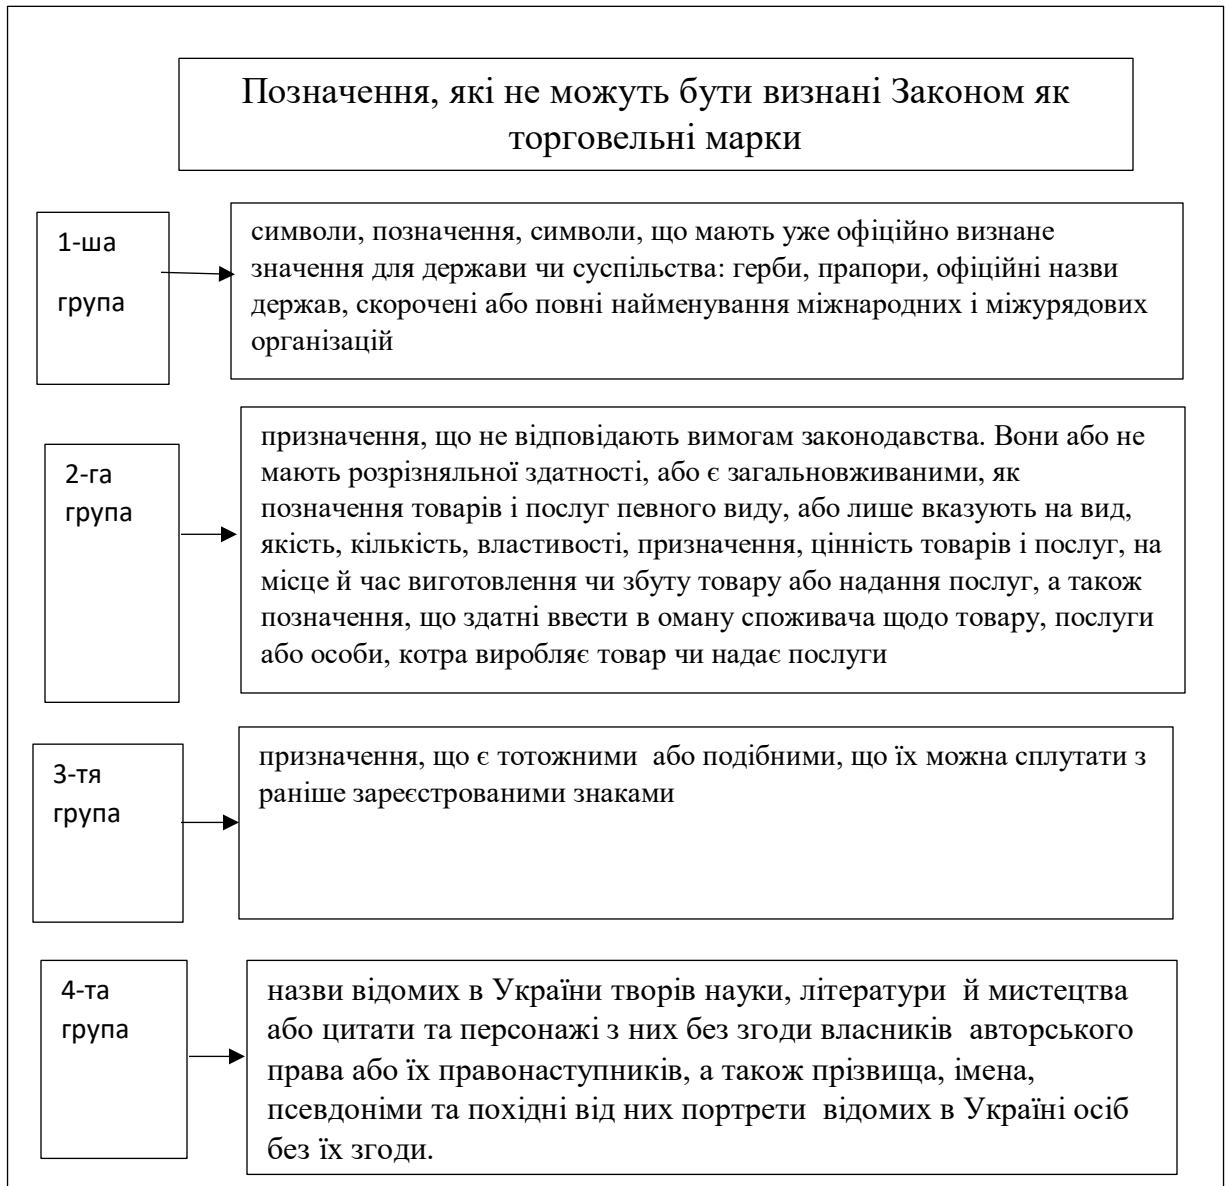 Позначення, які не можуть бути визнані Законом як
торговельні марки
1-ша
група
символи, позначення, символи, що мають уже офіційно визнане
значення для держави чи суспільства: герби, прапори, офіційні назви
держав, скорочені або повні найменування міжнародних і міжурядових
організацій
2-га
група
призначення, що не відповідають вимогам законодавства. Вони або не
мають розрізняльної здатності, або є загальновживаними, як
позначення товарів і послуг певного виду, або лише вказують на вид,
якість, кількість, властивості, призначення, цінність товарів і послуг, на
місце й час виготовлення чи збуту товару або надання послуг, а також
позначення, що здатні ввести в оману споживача щодо товару, послуги
або особи, котра виробляє товар чи надає послуги
3-тя
група
призначення, що є тотожними або подібними, що їх можна сплутати з
раніше зареєстрованими знаками
4-та
група
назви відомих в України творів науки, літератури й мистецтва
або цитати та персонажі з них без згоди власників авторського
права або їх правонаступників, а також прізвища, імена,
псевдоніми та похідні від них портрети відомих в Україні осіб
без їх згоди.